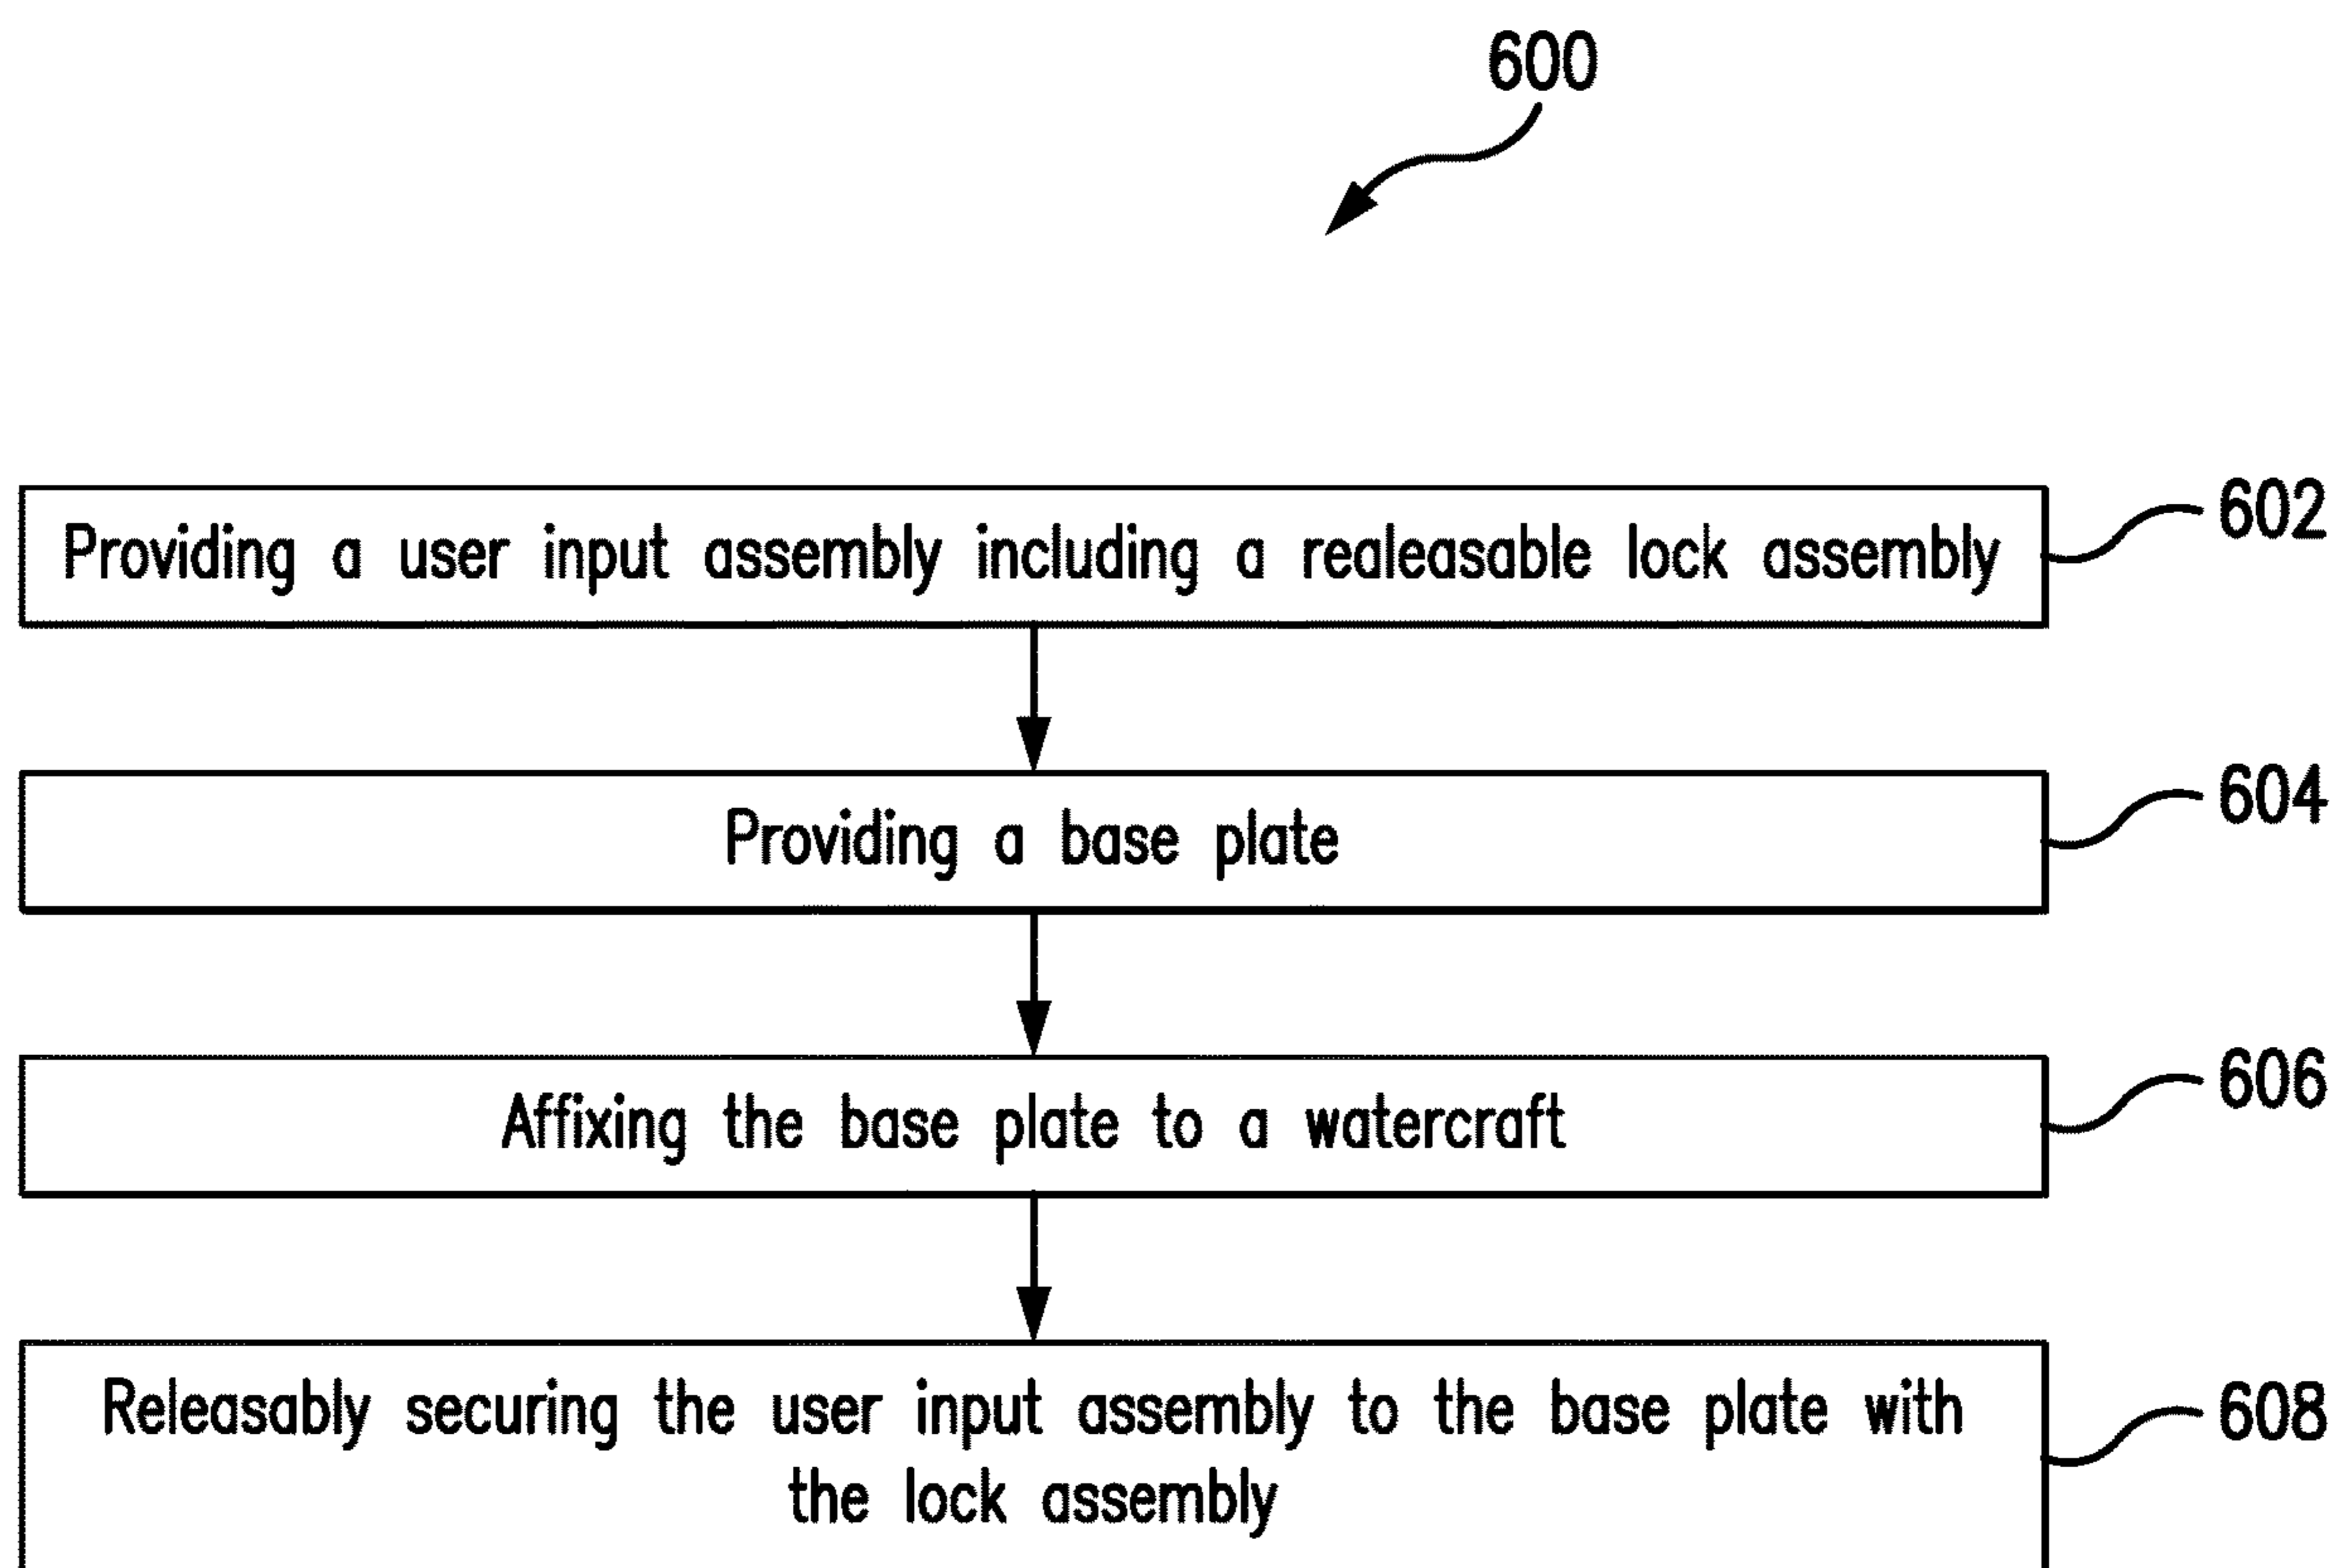 600
Providing a user input assembly including a realeasable lock assembly
602
Providing a base plate
604
Affixing the base plate to a watercraft
606
Releasably securing the user input assembly to the base plate with
the lock assembly
608